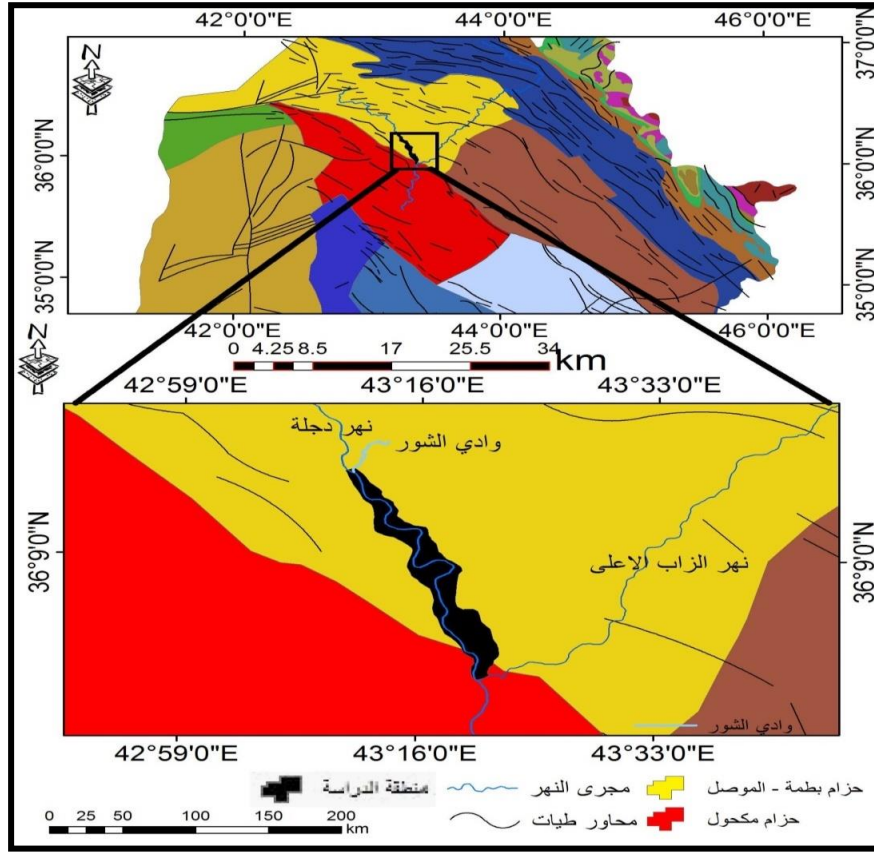 42°0'0"E 44°0'0"E 46°0'0"E
N
37°0'0"N
36°0'0"N 36°0'0"N
35°0'0"N 35°0'0"N
42°0'0"E 44°0'0"E 46°0'0"E
N
0 4.25 8.5 17 25.5 34 km
42°59'0"E 43°16'0"E 43°33'0"E
نهر دجلة
وادي الشور
36°9'0"N 36°9'0"N
نهر الزاب الاعلى
وادي الشور
42°59'0"E 43°16'0"E 43°33'0"E
حزام بطمة - الموصل مجرى النهر منطقة الدراسة
حزام مكحول محاور طيات
0 25 50 100 150 200 km